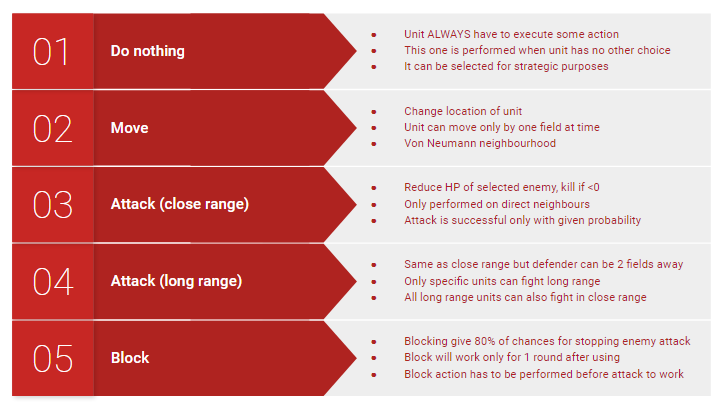 01
Do nothing
Unit ALWAYS have to execute some action
This one is performed when unit has no other choice
It can be selected for strategic purposes
02
Move
Change location of unit
Unit can move only by one field at time
Von Neumann neighbourhood
03
Attack (close range)
Reduce HP of selected enemy, kill if <0
Only performed on direct neighbours
Attack is successful only with given probability
04
Attack (long range)
Same as close range but defender can be 2 fields away
Only specific units can fight long range
All long range units can also fight in close range
05
Block
Blocking give 80% of chances for stopping enemy attack
Block will work only for 1 round after using
Block action has to be performed before attack to work